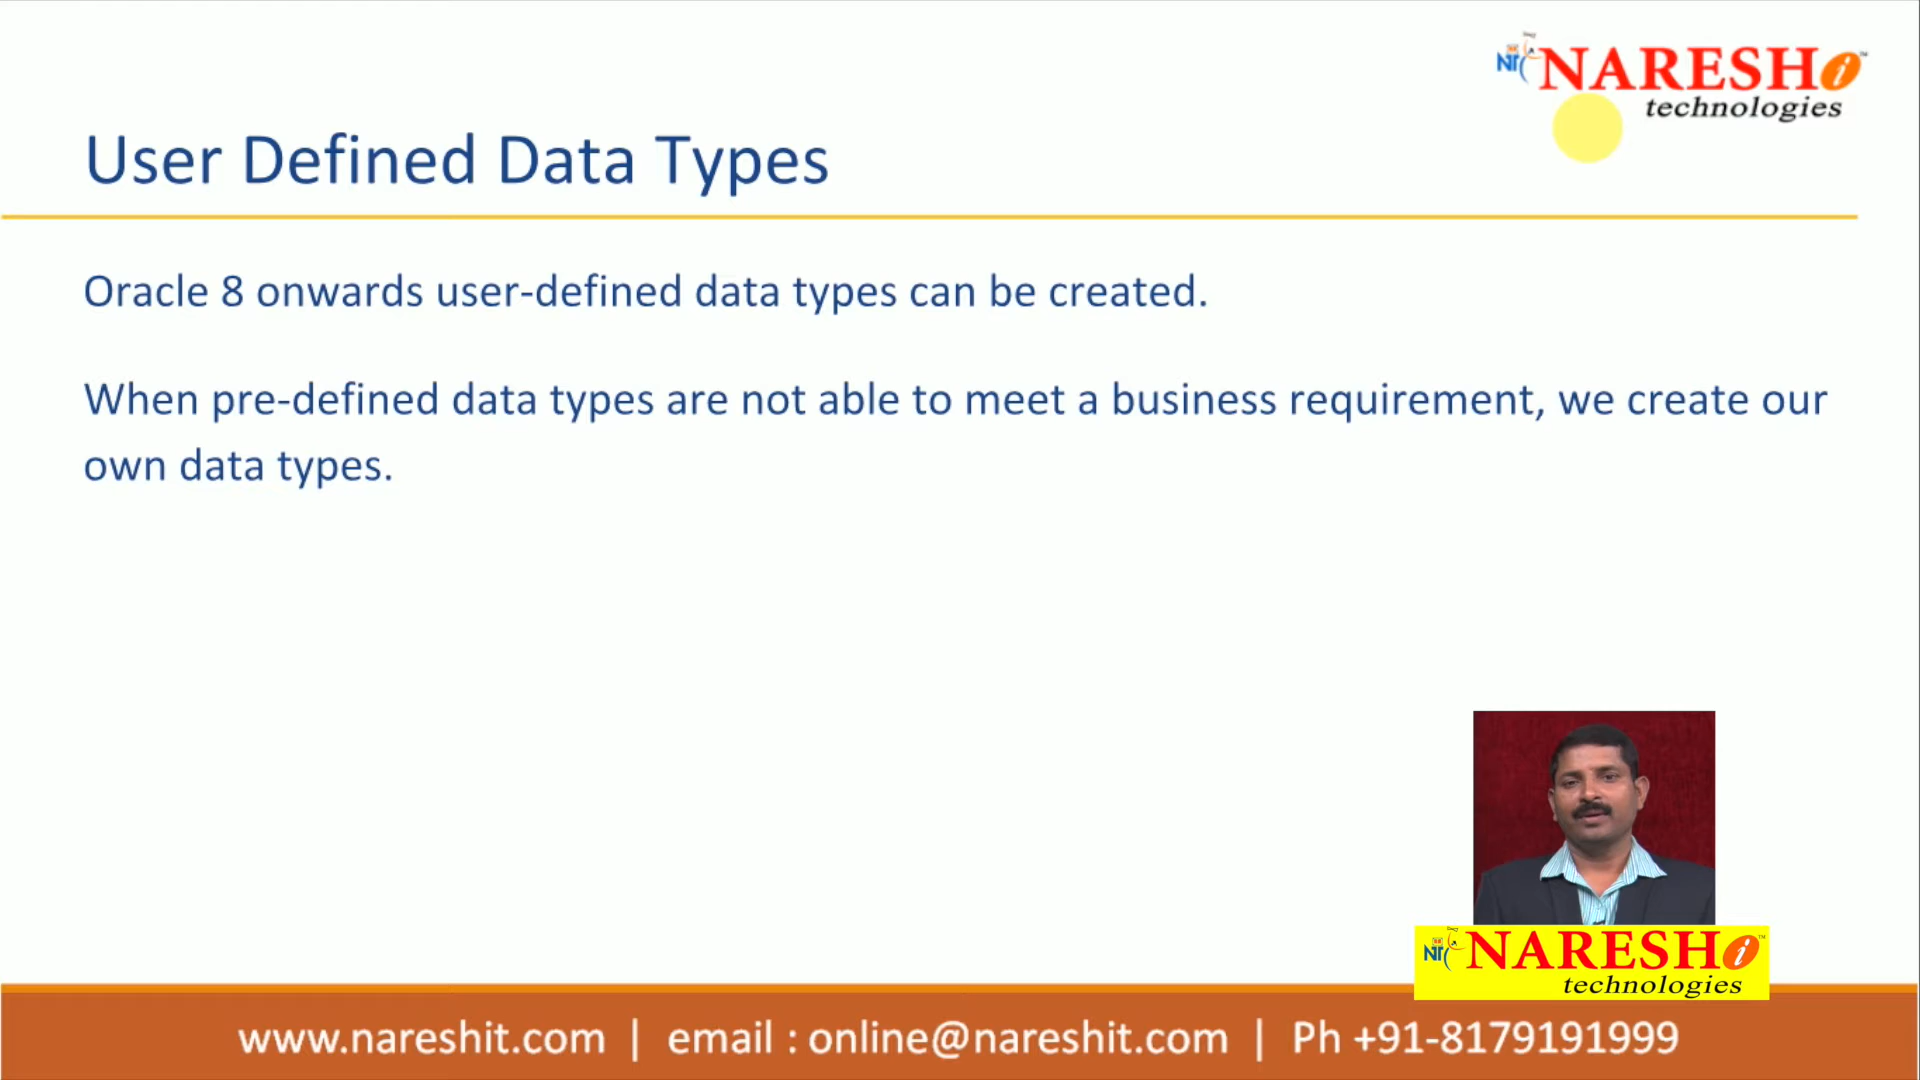 NARESH i
technologies
User Defined Data Types
Oracle 8 onwards user-defined data types can be created.
When pre-defined data types are not able to meet a business requirement, we create our
own data types.
NARESH i
technologies
www.nareshit.com | email : online@nareshit.com | Ph +91-8179191999